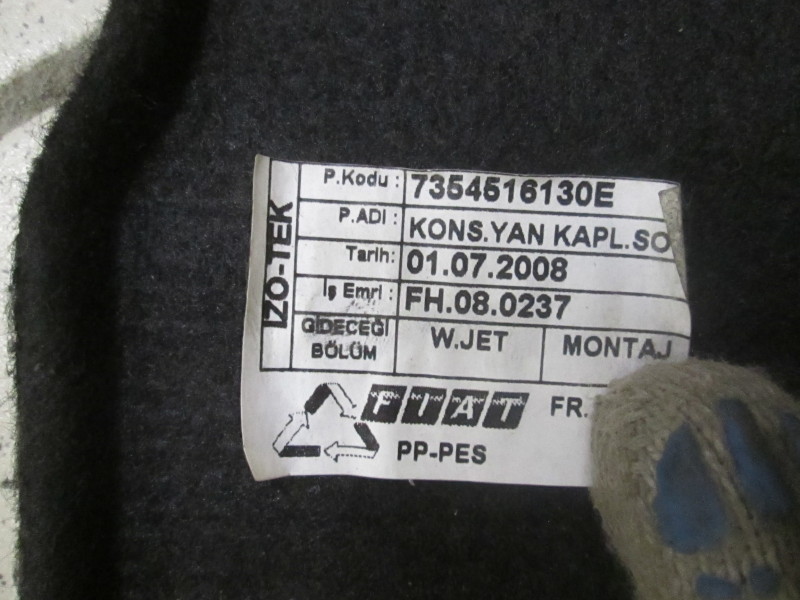 IZO-TEK
P.Kodu : 7354516130E
P.ADI : KONS.YAN KAPL.SO
Tarih: 01.07.2008
İş Emri : FH.08.0237
GİDECEĞİ BÖLÜM W.JET MONTAJ
FIAT FR.
PP-PES